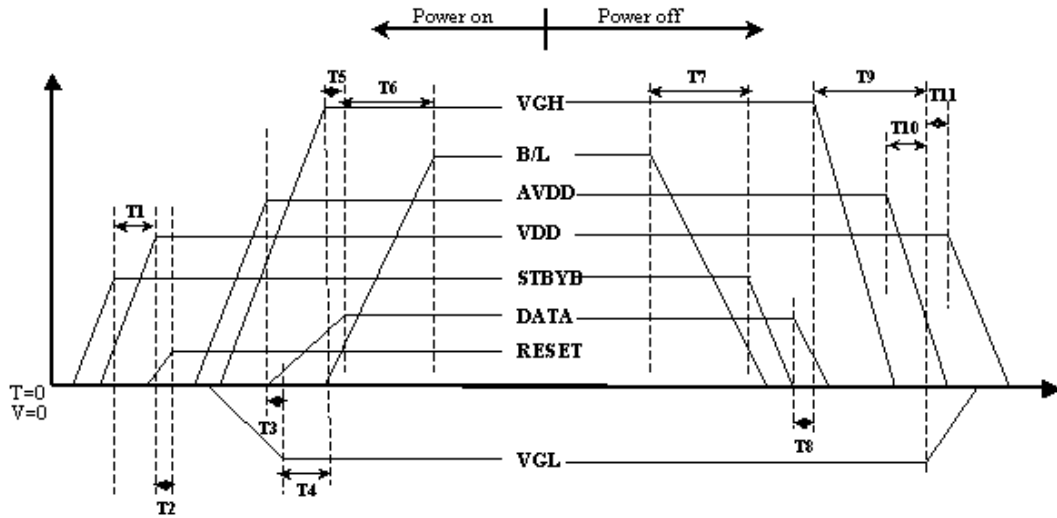 Power on Power off
T5 T6 T7 T9
VGH T11
T10
B/L
AVDD
T1
VDD
STBYB
DATA
RESET
T=0
V=0
T3 T8
VGL
T4
T2